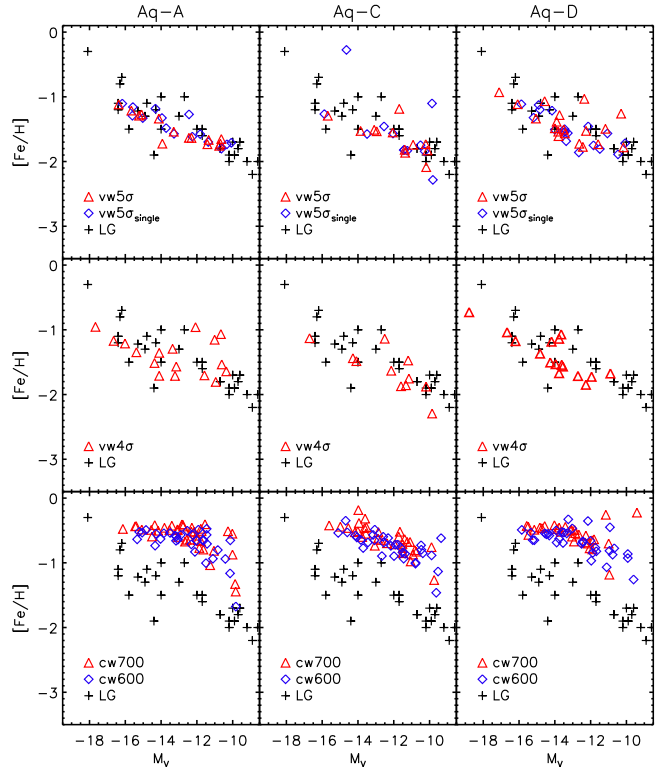 Aq-A Aq-C Aq-D
0
-1
-2
-3
[Fe/H]
vw5σ vw5σ vw5σ
vw5σsingle vw5σsingle vw5σsingle
LG LG LG
0
-1
-2
-3
[Fe/H]
vw4σ vw4σ vw4σ
LG LG LG
0
-1
-2
-3
[Fe/H]
cw700 cw700 cw700
cw600 cw600 cw600
LG LG LG
-18 -16 -14 -12 -10 -18 -16 -14 -12 -10 -18 -16 -14 -12 -10
Mv Mv Mv